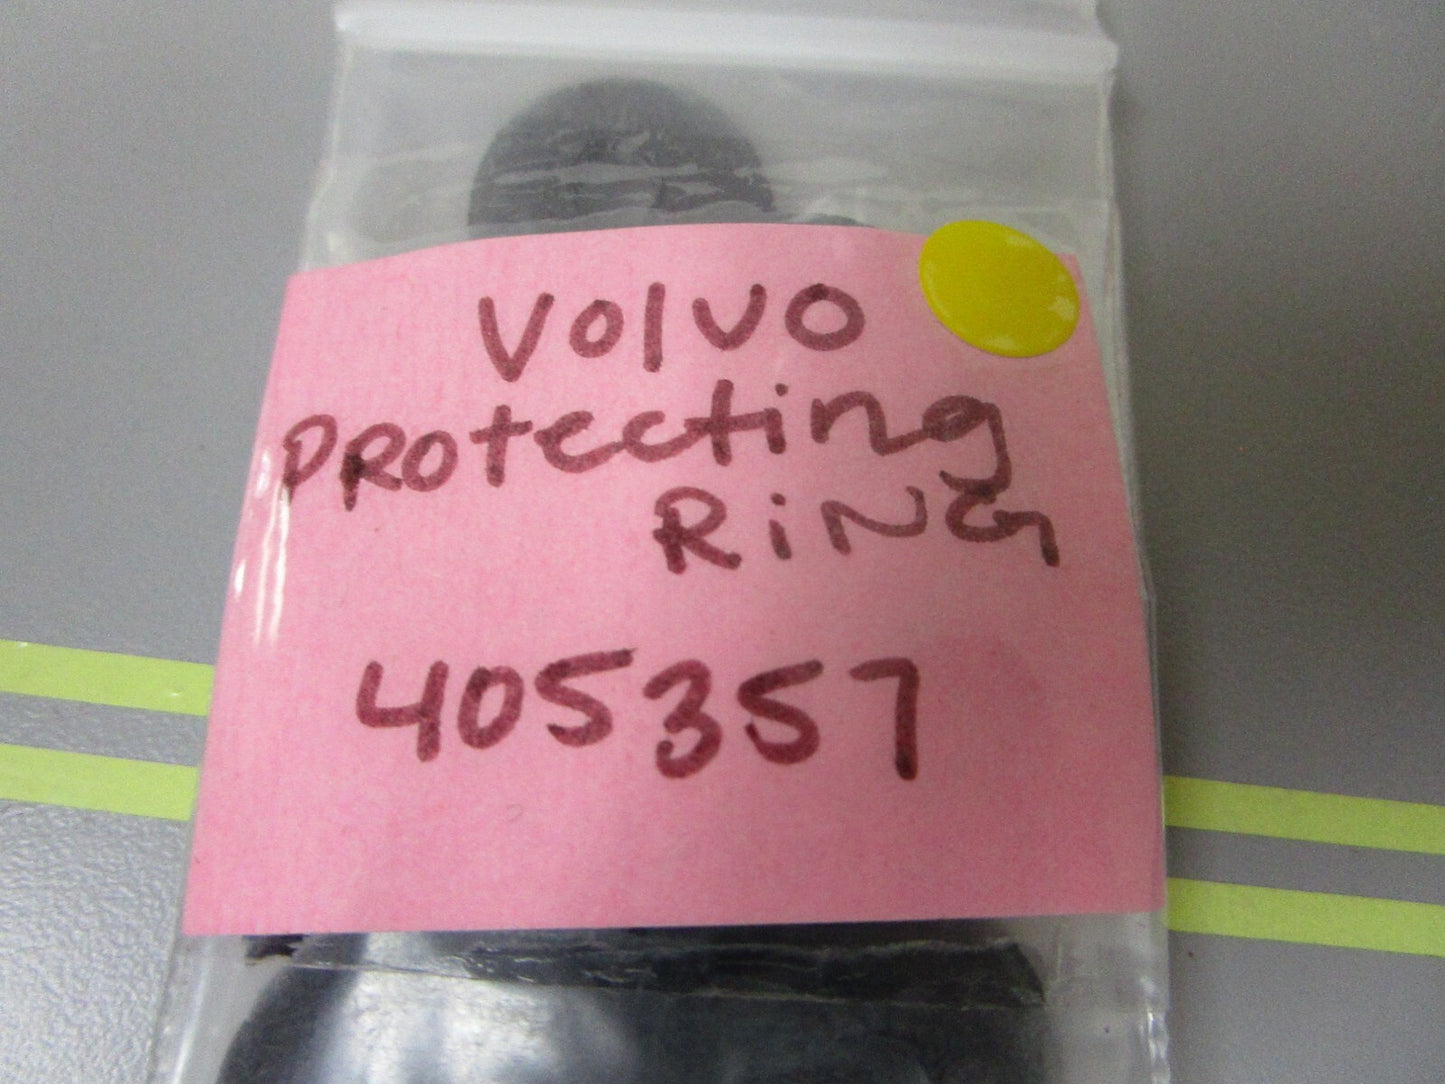 Volvo
PROtecting
RiNG
405357